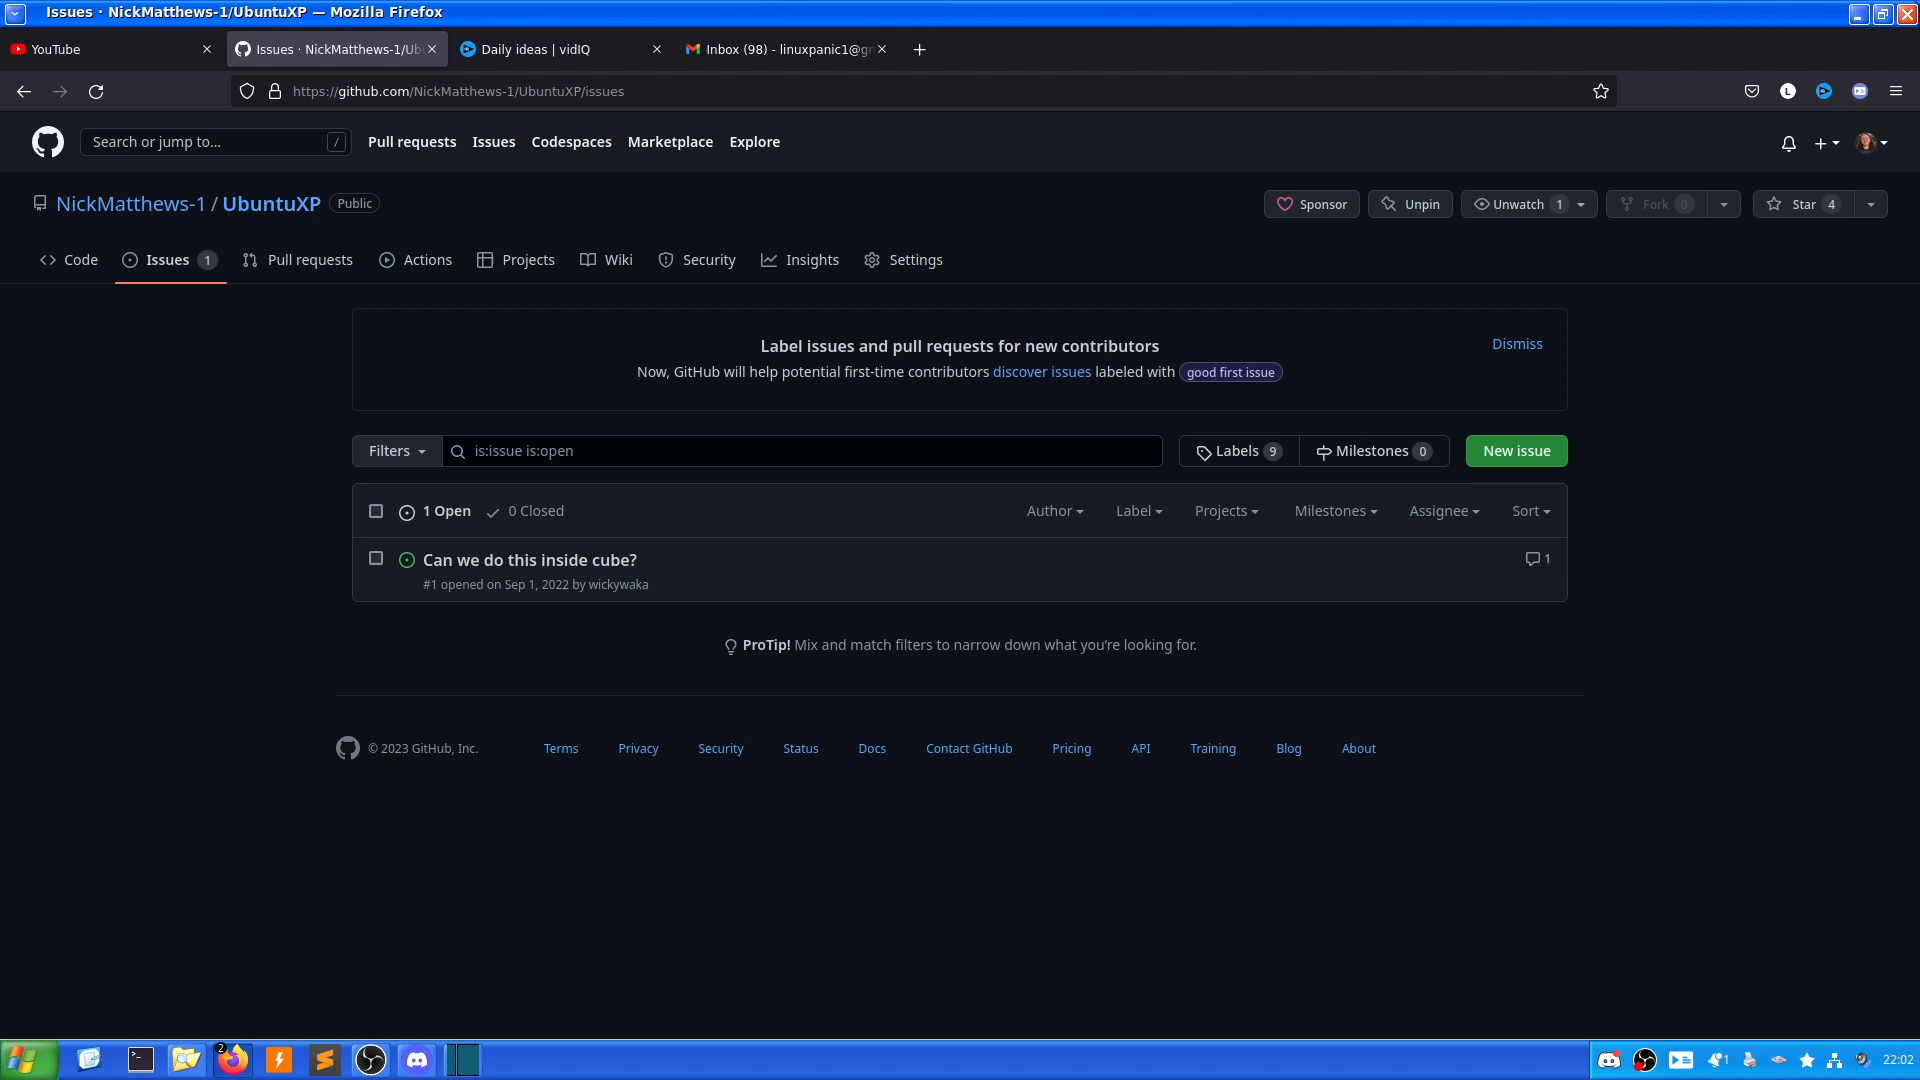 Issues · NickMatthews-1/UbuntuXP — Mozilla Firefox
YouTube
Issues · NickMatthews-1/Ub
Daily ideas | vidIQ
Inbox (98) - linuxpanic1@g
https://github.com/NickMatthews-1/UbuntuXP/issues
L
Search or jump to... /
Pull requests Issues Codespaces Marketplace Explore
NickMatthews-1 / UbuntuXP Public
Sponsor Unpin Unwatch 1 Fork 0 Star 4
Code Issues 1 Pull requests Actions Projects Wiki Security Insights Settings
Label issues and pull requests for new contributors
Dismiss
Now, GitHub will help potential first-time contributors discover issues labeled with good first issue
Filters is:issue is:open Labels 9 Milestones 0 New issue
1 Open 0 Closed Author Label Projects Milestones Assignee Sort
Can we do this inside cube? 1
#1 opened on Sep 1, 2022 by wickywaka
ProTip! Mix and match filters to narrow down what you're looking for.
© 2023 GitHub, Inc. Terms Privacy Security Status Docs Contact GitHub Pricing API Training Blog About
2
1
22:02